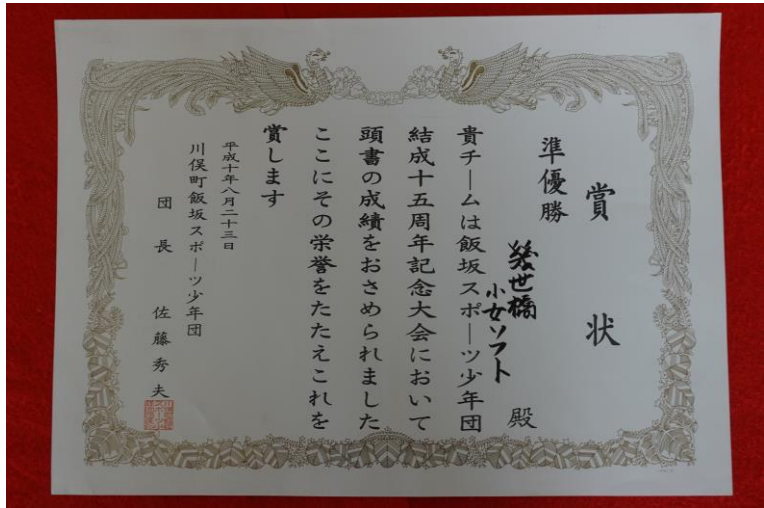 賞状
準優勝
幾世橋
小女ソフト 殿
貴チームは飯坂スポーツ少年団
結成十五周年記念大会において
頭書の成績をおさめられました
ここにその栄誉をたたえこれを
賞します
平成十年八月二十三日
川俣町飯坂スポーツ少年団
団長 佐藤秀夫